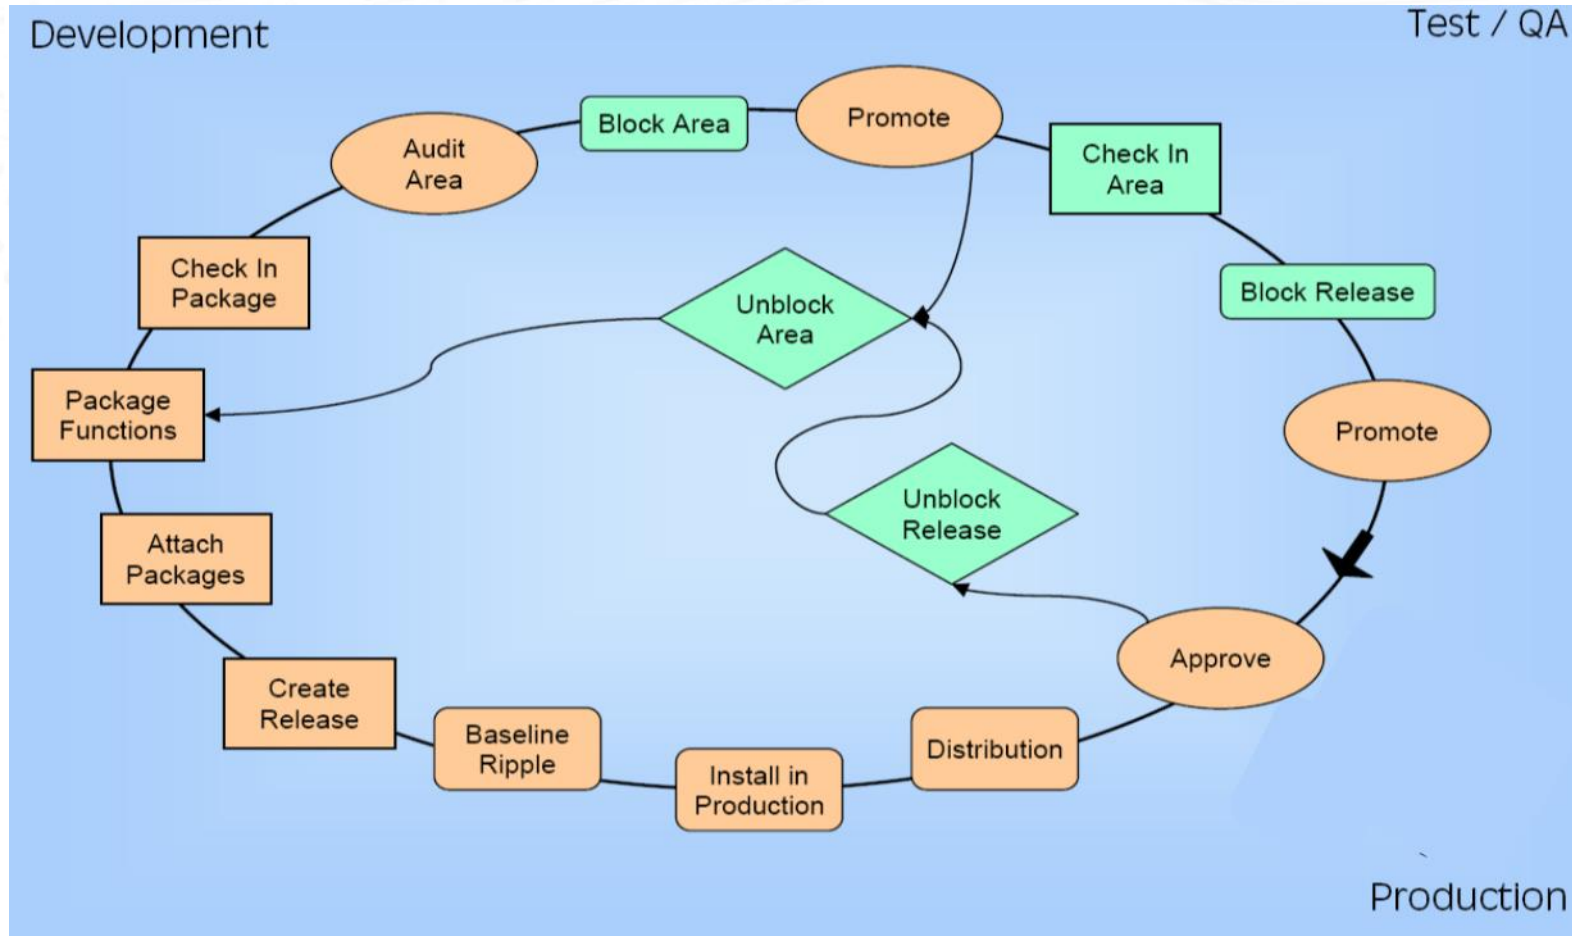 Development
Test / QA
Block Area
Promote
Audit
Area
Check In
Area
Check In
Package
Unblock
Area
Block Release
Package
Functions
Promote
Unblock
Release
Attach
Packages
Approve
Create
Release
Baseline
Ripple
Install in
Production
Distribution
Production